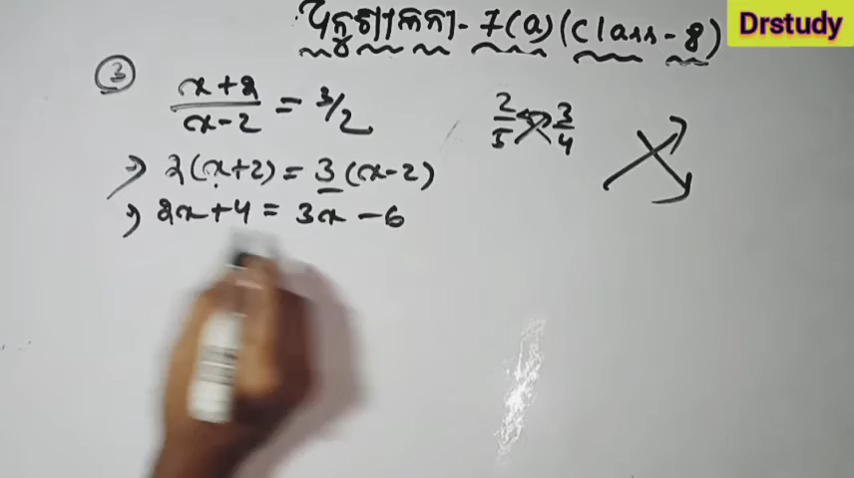 ଅନୁଶୀଳନୀ - 7(a) (Class - 8)
Drstudy
③
x+2/x-2 = 3/2
2/5 3/4
⇒ 2(x+2) = 3(x-2)
⇒ 2x+4 = 3x-6